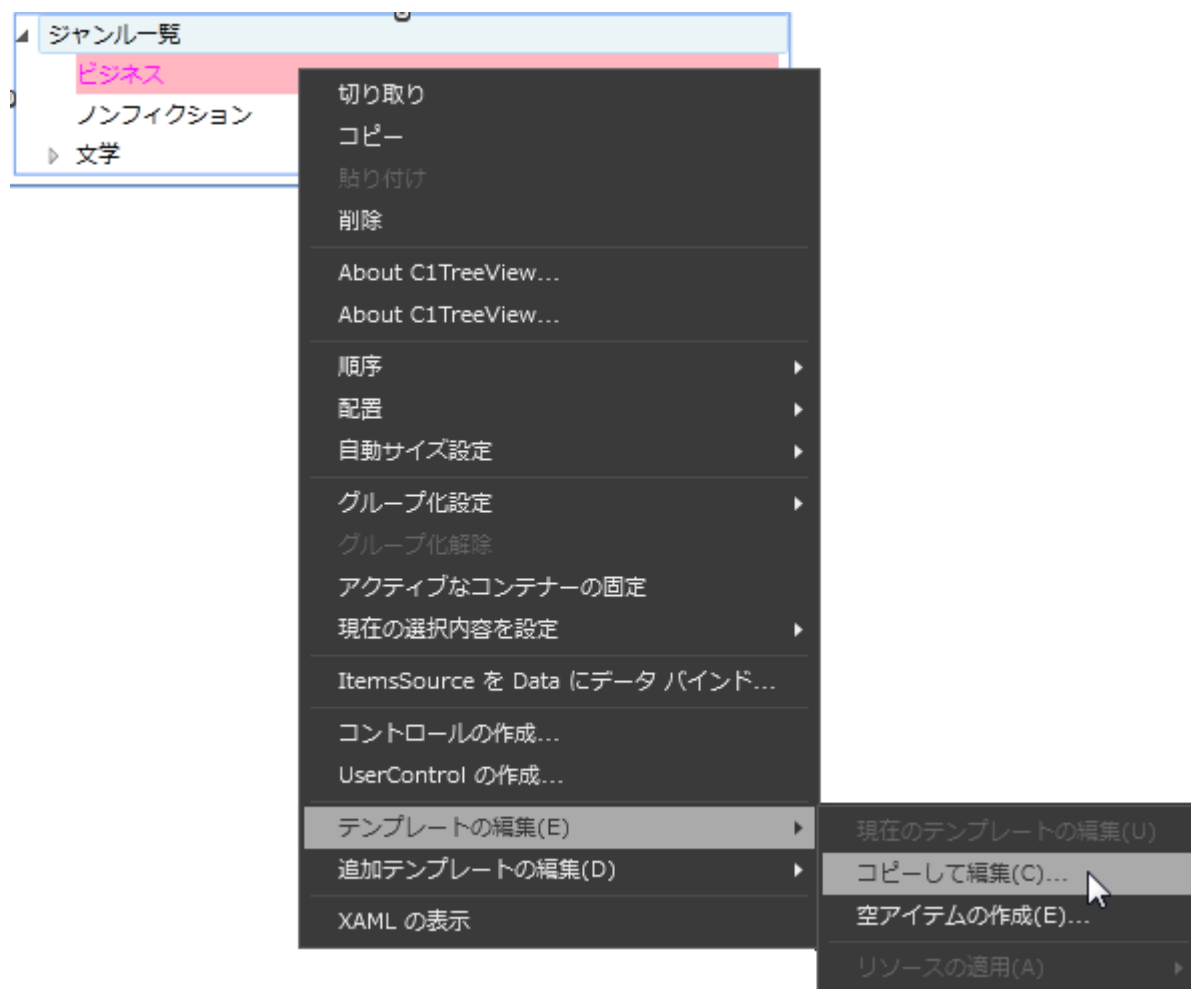 ジャンル一覧
ビジネス
ノンフィクション
文学
切り取り
コピー
貼り付け
削除
About C1TreeView...
About C1TreeView...
順序
配置
自動サイズ設定
グループ化設定
グループ化解除
アクティブなコンテナーの固定
現在の選択内容を設定
ItemsSource を Data にデータ バインド...
コントロールの作成...
UserControl の作成...
テンプレートの編集(E)
追加テンプレートの編集(D)
XAML の表示
現在のテンプレートの編集(U)
コピーして編集(C)...
空アイテムの作成(E)...
リソースの適用(A)